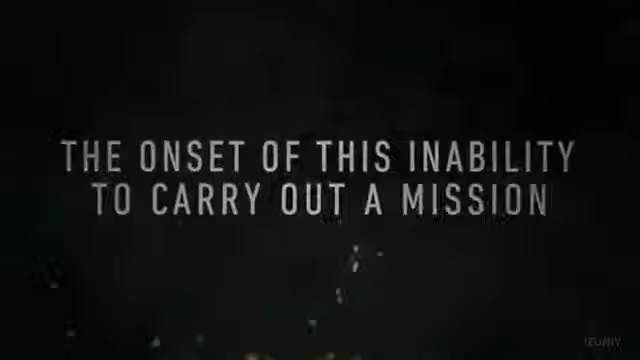 THE ONSET OF THIS INABILITY
TO CARRY OUT A MISSION